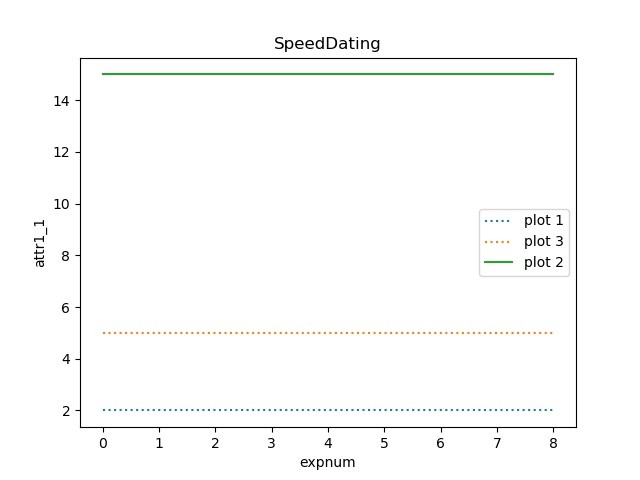 SpeedDating
14
12
10
8
6
4
2
attr1_1
plot 1
plot 3
plot 2
0 1 2 3 4 5 6 7 8
expnum